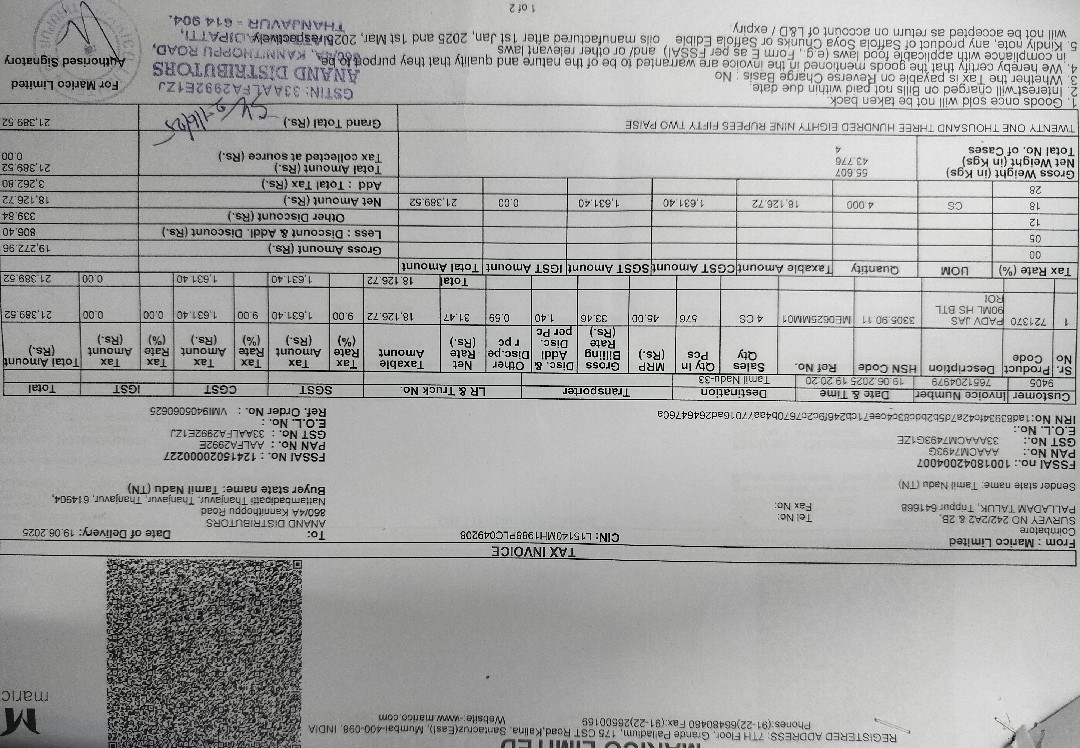 MARICO LIMITED
REGISTERED ADDRESS: 7TH Floor, Grande Palladium, 175 CST Road,Kalina, Santacruz(East), Mumbai-400-098, INDIA
Phones:(91-22)66480480 Fax:(91-22)26500159
Website:-www.marico.com
M
maric
TAX INVOICE
From : Marico Limited
Coimbatore
SURVEY NO 242/2A7 & 2B,
PALLADAM TALUK, Tiruppur 641668
Sender state name: Tamil Nadu (TN)
Tel No:
Fax No:
CIN: L15140MH1988PLC049208
To:
Date of Delivery: 19.06.2025
ANAND DISTRIBUTORS
860/4A Kannithoppu Road
Nattambadipatti Thanjavur, Thanjavur, Thanjavur, 614904,
Buyer state name: Tamil Nadu (TN)
FSSAI no.: 10018042004007
PAN No.: AAACM7493G
GST No.: 33AAACM7493G1ZE
E.O.L. No.:
FSSAI No. : 12415020000227
PAN No. : AALFA2992E
GST No. : 33AALFA2992E1ZJ
E.O.L. No. :
Ref. Order No. : VMI9405060625
Customer Invoice Number Date & Time Destination Transporter LR & Truck No. SGST CGST IGST Total
9405 7651204979 19.06.2025 19:20:20 Tamil Nadu-33
Sr. No Product Code Description HSN Code Ref No. Sales Qty Qty In Pcs MRP (Rs.) Gross Billing Rate (Rs.) Disc. & Addl Disc. per Pc Other Disc.pe r pc Net Rate (Rs.) Taxable Amount Tax Rate (%) Tax Amount (Rs.) Tax Rate (%) Tax Amount (Rs.) Tax Rate (%) Tax Amount (Rs.) Total Amount (Rs.)
1 721370 PADV JAS 90ML HS BTL ROI 3305.90.11 ME0625MM01 4 CS 576 45.00 33.46 1.40 0.59 31.47 18,126.72 9.00 1,631.40 9.00 1,631.40 0.00 0.00 21,389.52
Total 18,126.72 1,631.40 1,631.40 0.00 21,389.52
Tax Rate (%) UOM Quantity Taxable Amount CGST Amount SGST Amount IGST Amount Total Amount
00
05
12
18 CS 4.000 18,126.72 1,631.40 1,631.40 0.00 21,389.52
28
Gross Amount (Rs.) 19,272.96
Less : Discount & Addl. Discount (Rs.) 806.40
Other Discount (Rs.) 339.84
Net Amount (Rs.) 18,126.72
Add : Total Tax (Rs.) 3,262.80
Total Amount (Rs.) 21,389.52
Tax collected at source (Rs.) 0.00
Gross Weight (in Kgs) 55.607
Net Weight (in Kgs) 43.776
Total No. of Cases 4
TWENTY ONE THOUSAND THREE HUNDRED EIGHTY NINE RUPEES FIFTY TWO PAISE
Grand Total (Rs.) 21,389.52
1. Goods once sold will not be taken back.
2. Interest will charged on Bills not paid within due date.
3. Whether the Tax is payable on Reverse Charge Basis : No
4. We hereby certify that the goods mentioned in the invoice are warranted to be of the nature and quality that they purport to be,
in compliance with applicable food laws (e.g., Form E as per FSSAI) and/ or other relevant laws
5. Kindly note, any product of Saffola Soya Chunks or Saffola Edible oils manufactured after 1st Jan, 2025 and 1st Mar, 2025 respectively
will not be accepted as return on account of L&D / expiry.
GSTIN: 33AALFA2992E1ZJ
ANAND DISTRIBUTORS
THANJAVUR - 614 904.
For Marico Limited
Authorised Signatory
1 of 2